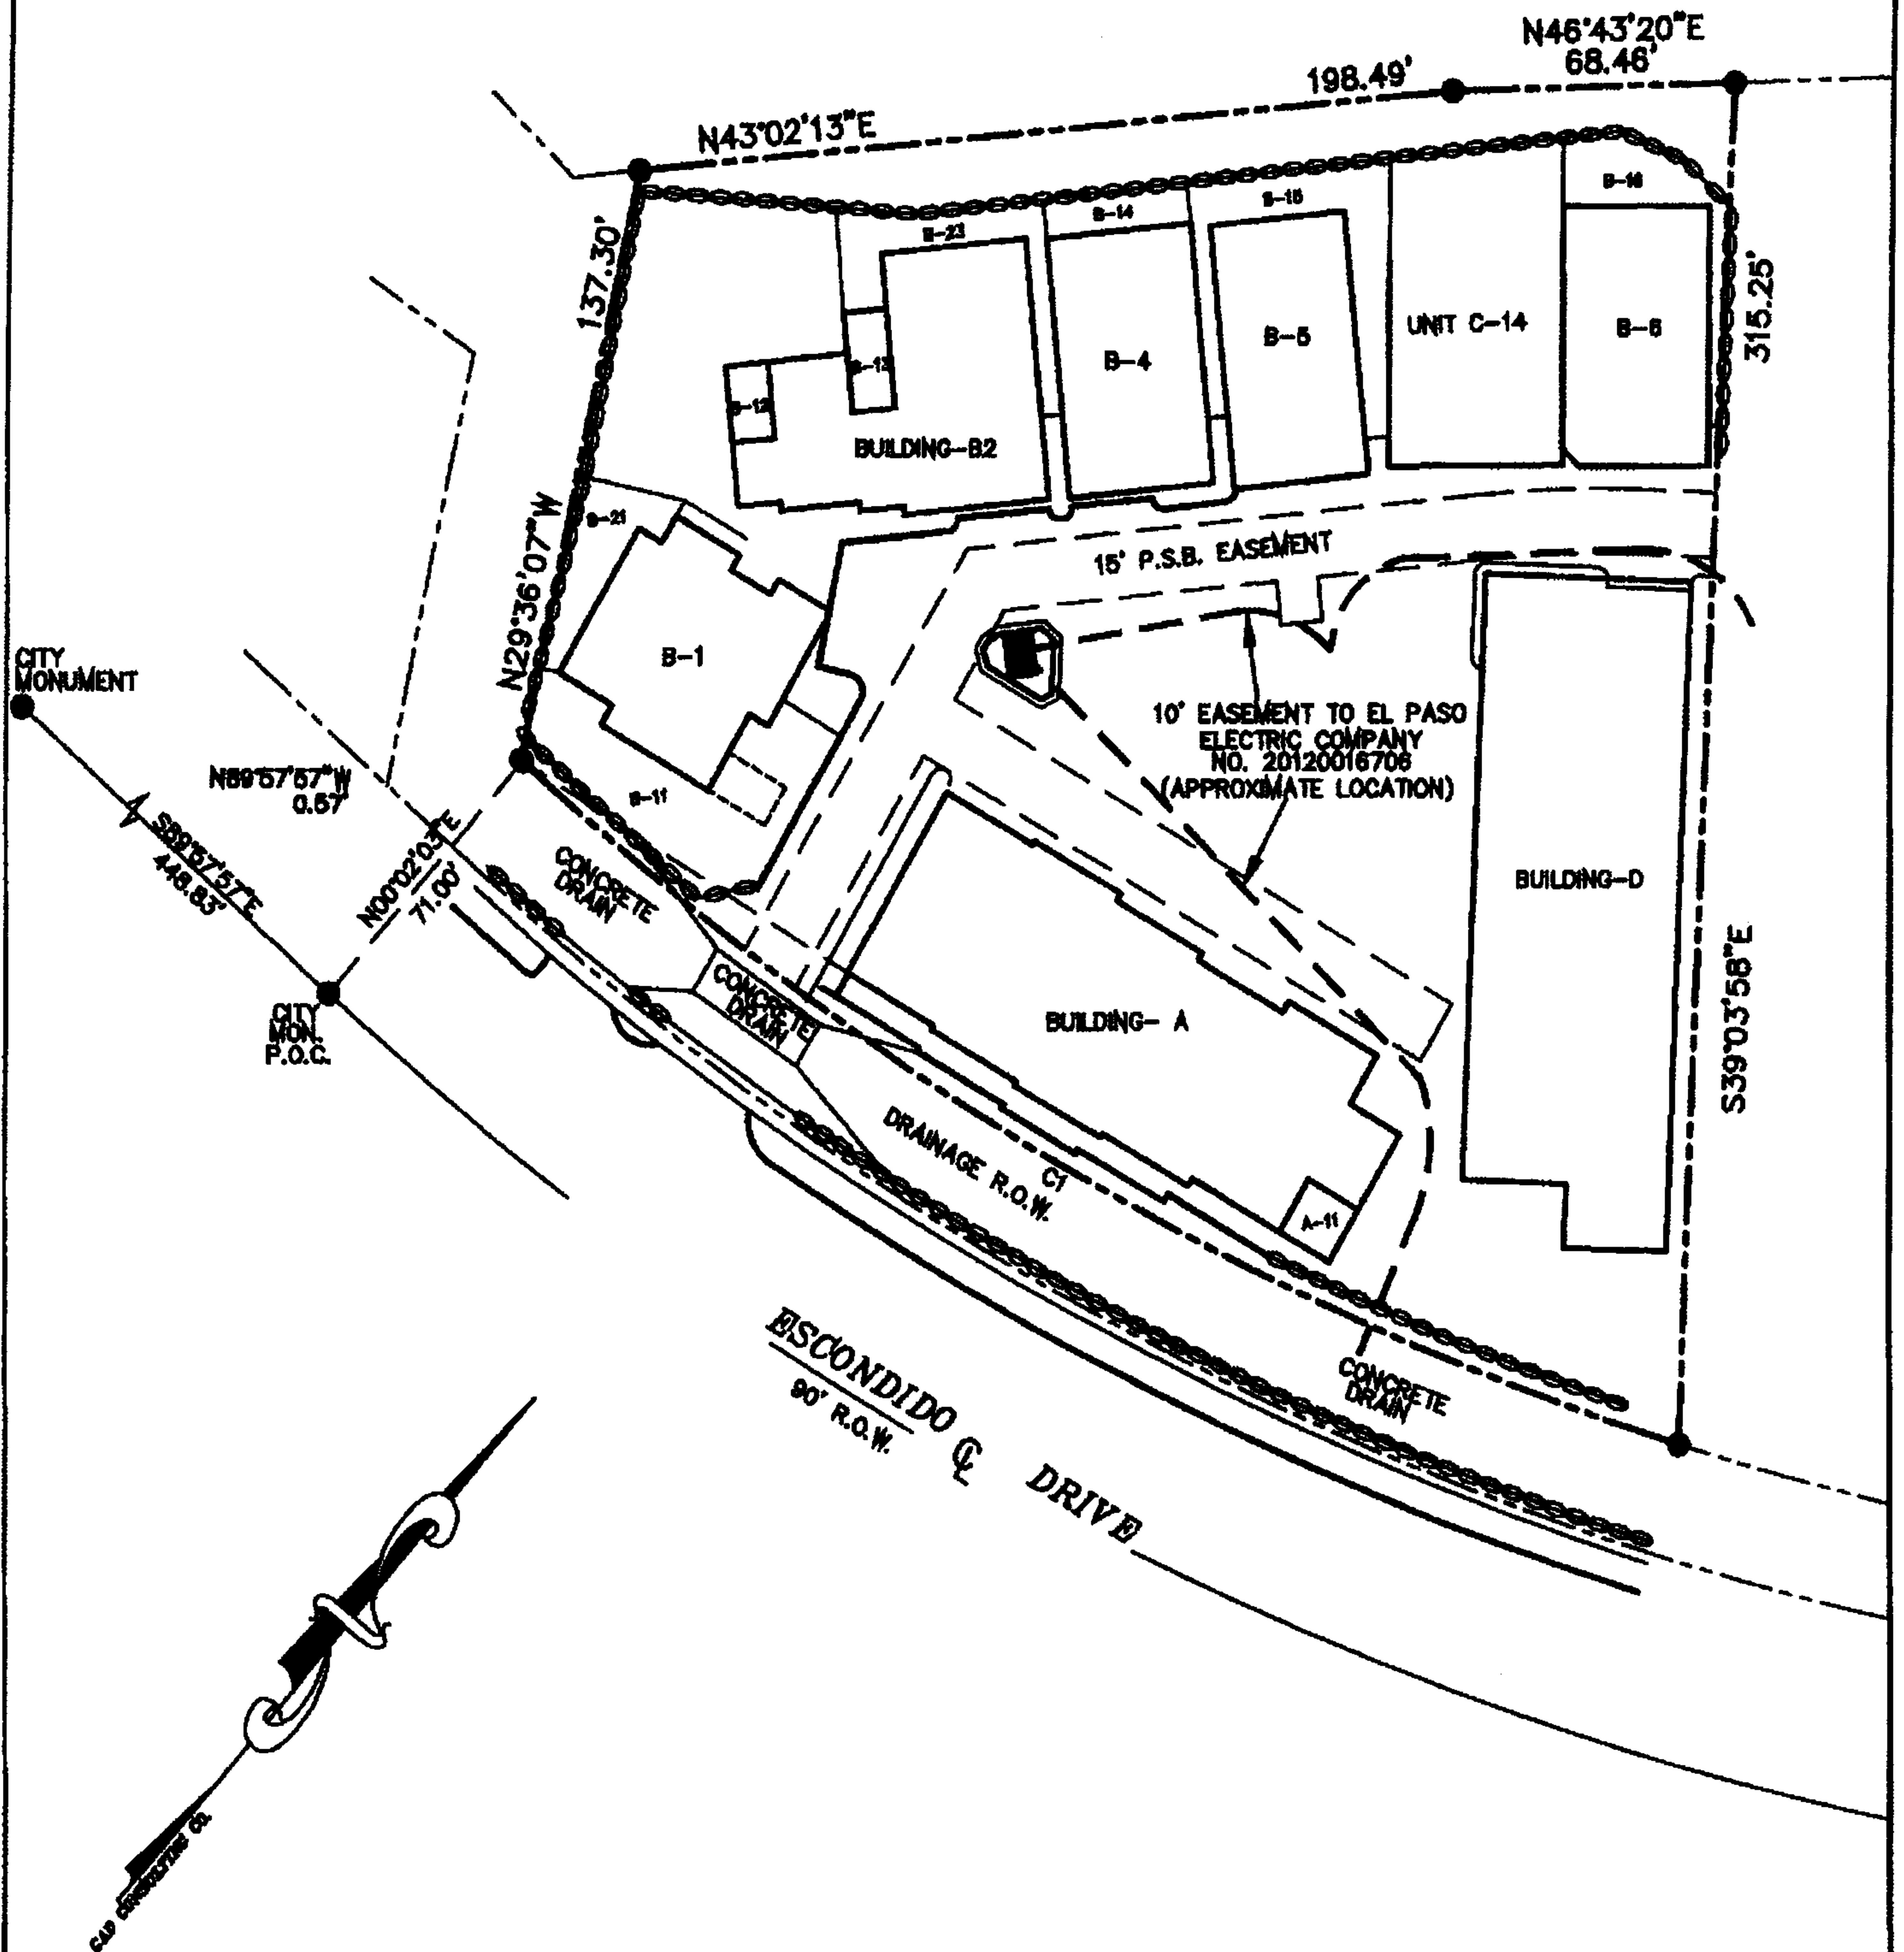 N46°43'20"E
68.46'
198.49'
N43°02'13"E
137.30'
B-16
B-15
B-14
B-23
315.25'
UNIT C-14
B-6
B-5
B-4
B-13
B-12
BUILDING-B2
N29°36'07"W
B-21
15' P.S.B. EASEMENT
B-1
CITY
MONUMENT
10' EASEMENT TO EL PASO
ELECTRIC COMPANY
NO. 20120016706
(APPROXIMATE LOCATION)
N89°57'57"W
0.57'
B-11
S89°57'57"E
448.83'
N00°02'03"E
71.00'
CONCRETE
DRAIN
BUILDING-D
CONCRETE
DRAIN
CITY
MON.
P.O.C.
BUILDING- A
S39°03'58"E
DRAINAGE R.O.W.
C1
A-11
CONCRETE
DRAIN
ESCONDIDO
90' R.O.W.
CL
DRIVE
CAD CONSULTING CO.